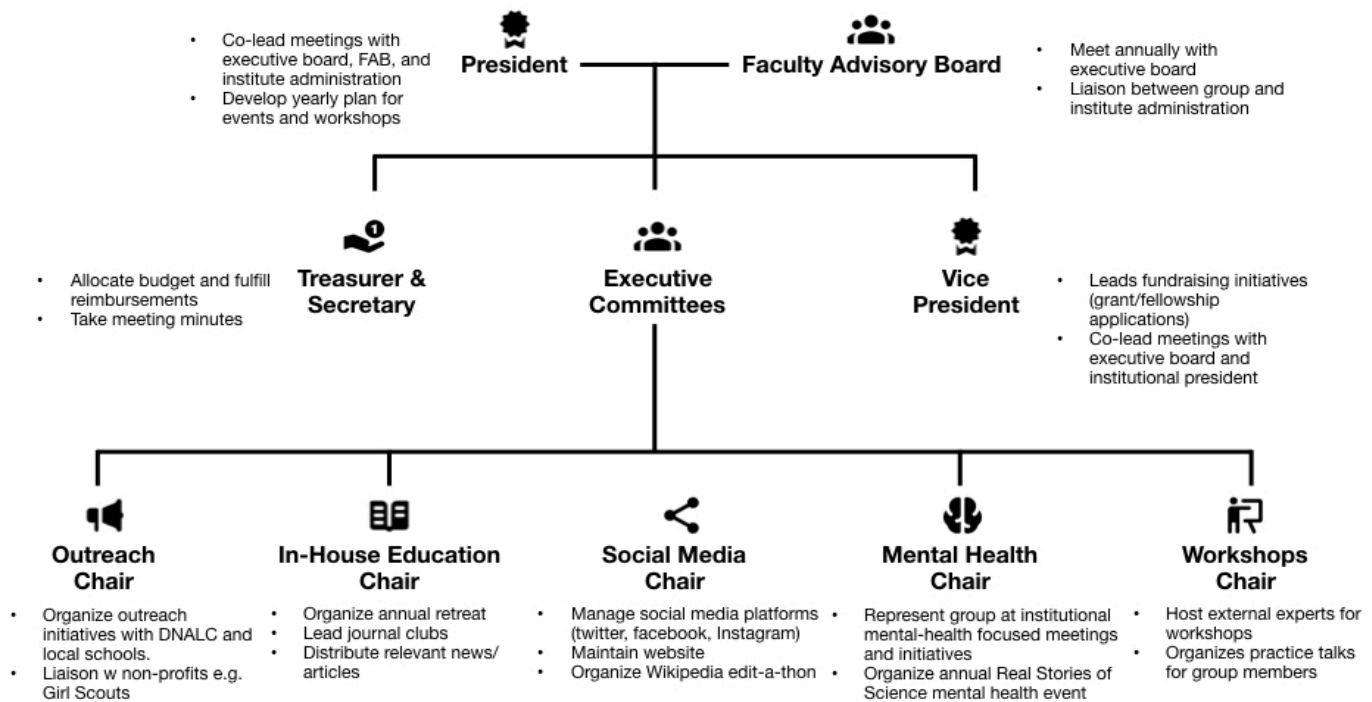 • Co-lead meetings with
executive board, FAB, and
institute administration
• Develop yearly plan for
events and workshops
President
Faculty Advisory Board
• Meet annually with
executive board
• Liaison between group and
institute administration
• Allocate budget and fulfill
reimbursements
• Take meeting minutes
1
Treasurer &
Secretary
Executive
Committees
Vice
President
• Leads fundraising initiatives
(grant/fellowship
applications)
• Co-lead meetings with
executive board and
institutional president
Outreach
Chair
• Organize outreach
initiatives with DNALC and
local schools.
• Liaison w non-profits e.g.
Girl Scouts
In-House Education
Chair
• Organize annual retreat
• Lead journal clubs
• Distribute relevant news/
articles
Social Media
Chair
• Manage social media platforms
(twitter, facebook, Instagram)
• Maintain website
• Organize Wikipedia edit-a-thon
Mental Health
Chair
• Represent group at institutional
mental-health focused meetings
and initiatives
• Organize annual Real Stories of
Science mental health event
Workshops
Chair
• Host external experts for
workshops
• Organizes practice talks
for group members